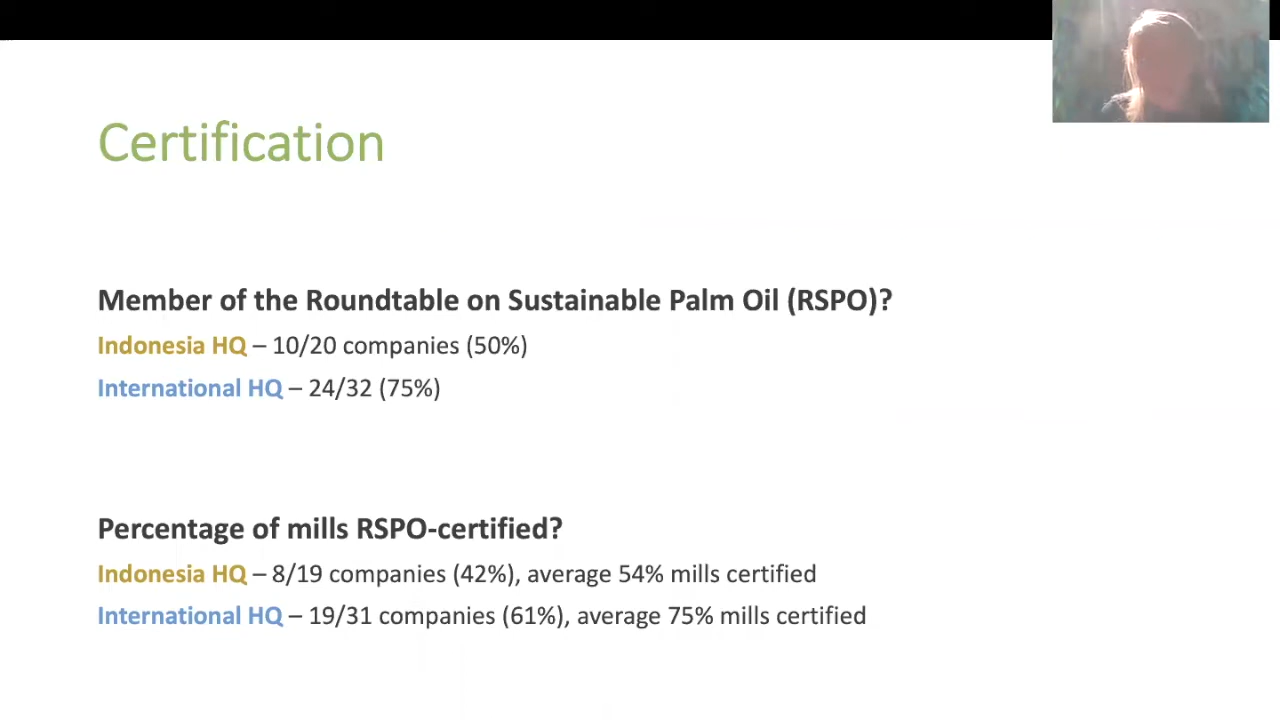 Certification
Member of the Roundtable on Sustainable Palm Oil (RSPO)?
Indonesia HQ – 10/20 companies (50%)
International HQ – 24/32 (75%)
Percentage of mills RSPO-certified?
Indonesia HQ – 8/19 companies (42%), average 54% mills certified
International HQ – 19/31 companies (61%), average 75% mills certified